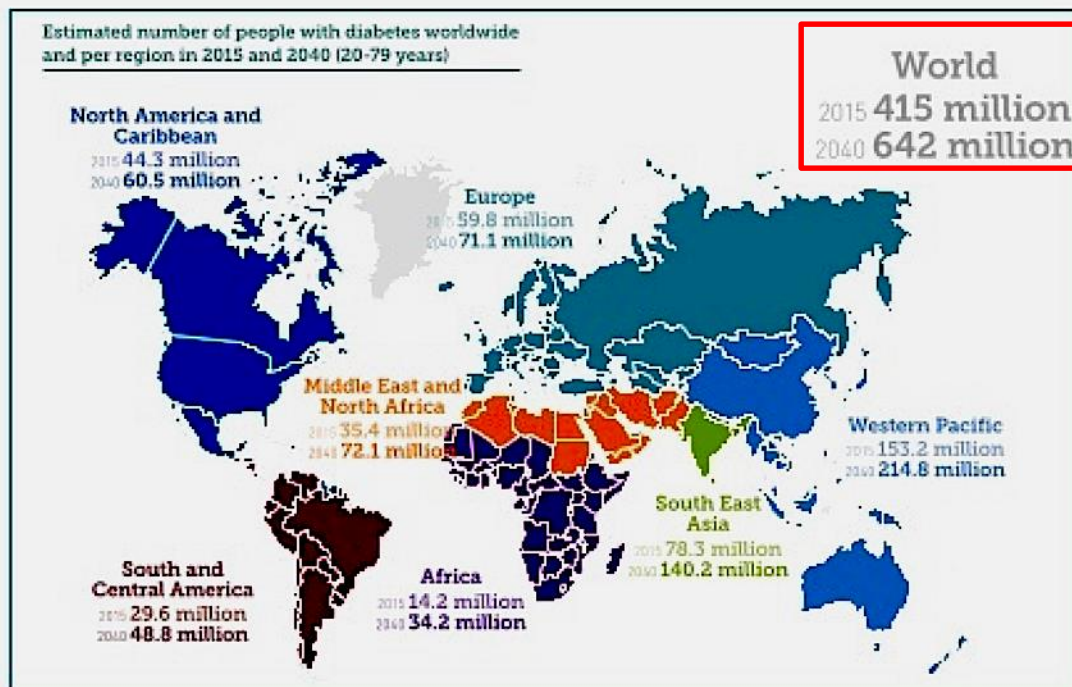 Estimated number of people with diabetes worldwide
and per region in 2015 and 2040 (20-79 years)
World
2015 415 million
2040 642 million
North America and
Caribbean
2015 44.3 million
2040 60.5 million
Europe
2015 59.8 million
2040 71.1 million
Middle East and
North Africa
2015 35.4 million
2040 72.1 million
Western Pacific
2015 153.2 million
2040 214.8 million
South East
Asia
2015 78.3 million
2040 140.2 million
South and
Central America
2015 29.6 million
2040 48.8 million
Africa
2015 14.2 million
2040 34.2 million